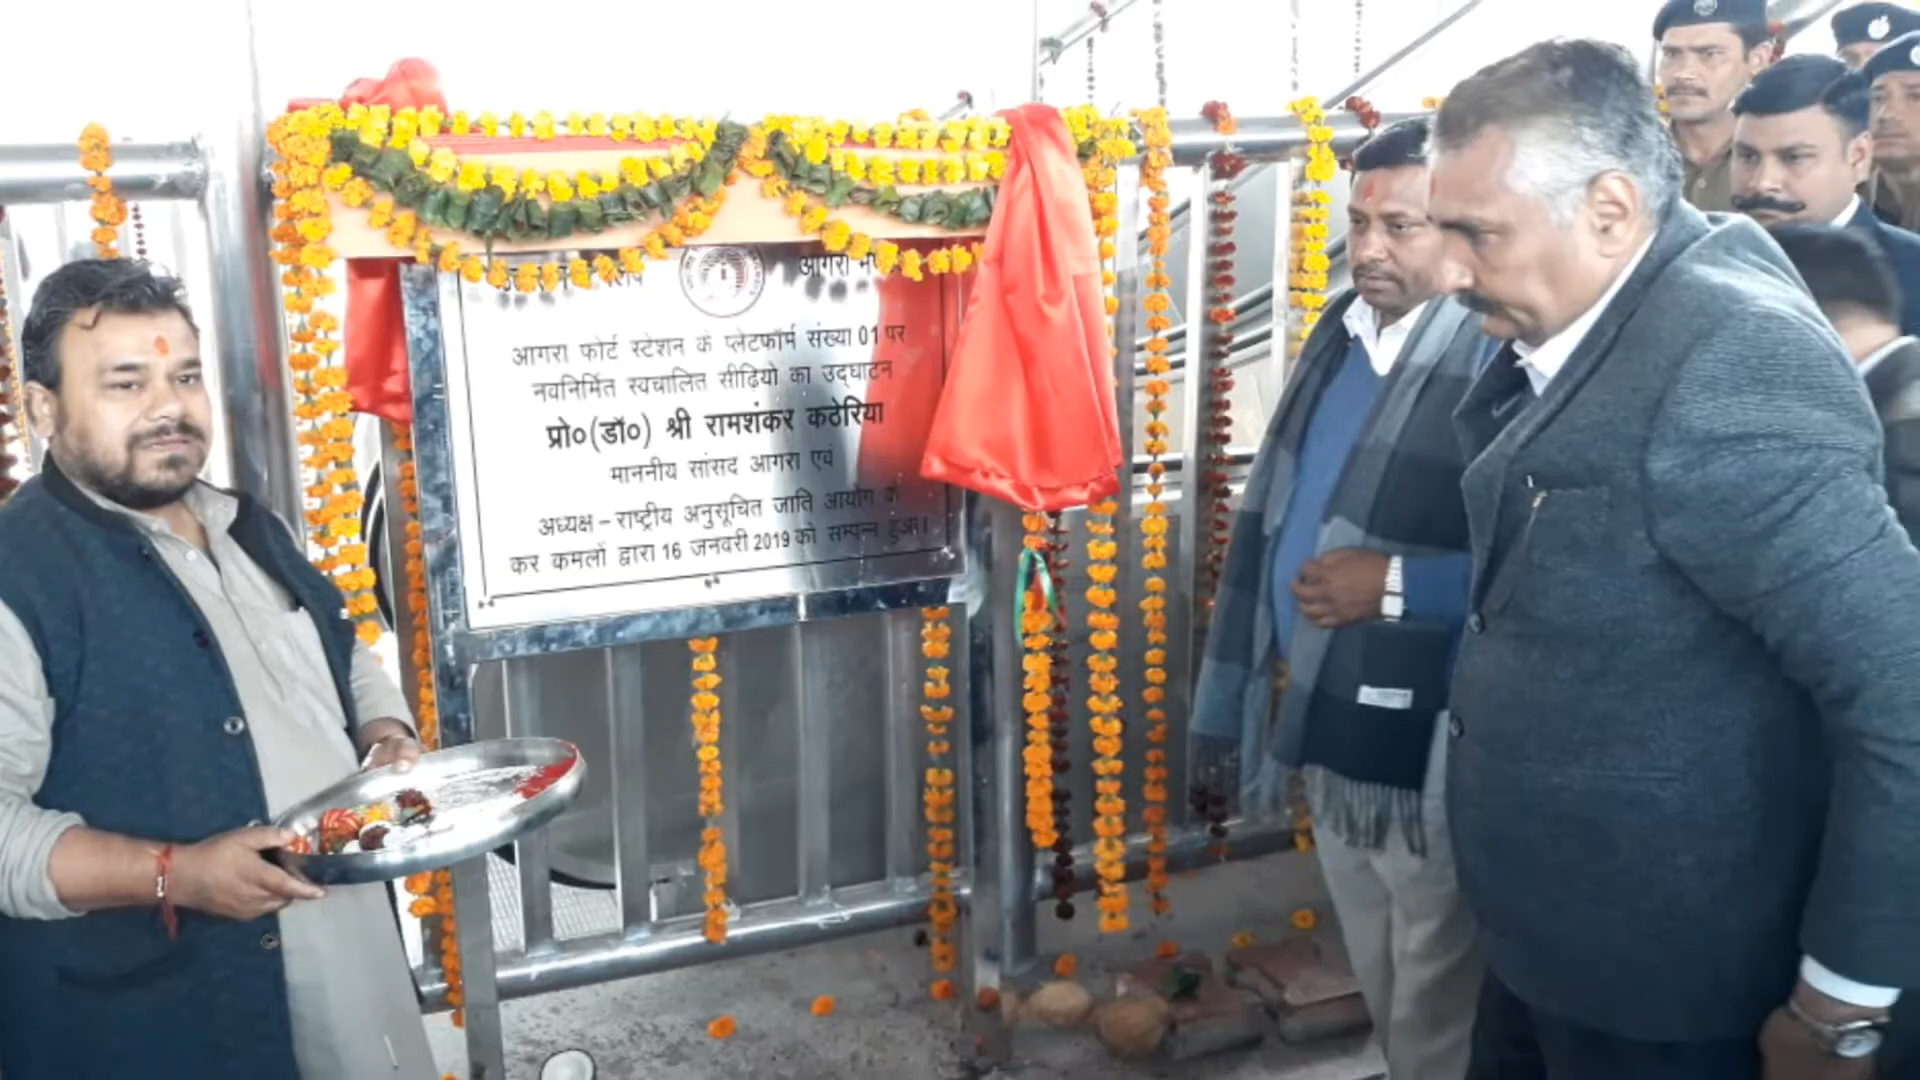 आगरा
आगरा फोर्ट स्टेशन के प्लेटफॉर्म संख्या 01 पर
नवनिर्मित स्वचालित सीढ़ियो का उद्घाटन
प्रो०(डॉ०) श्री रामशंकर कठेरिया
माननीय सांसद आगरा एवं
अध्यक्ष – राष्ट्रीय अनुसूचित जाति आयोग के
कर कमलों द्वारा 16 जनवरी 2019 को सम्पन्न हुआ।